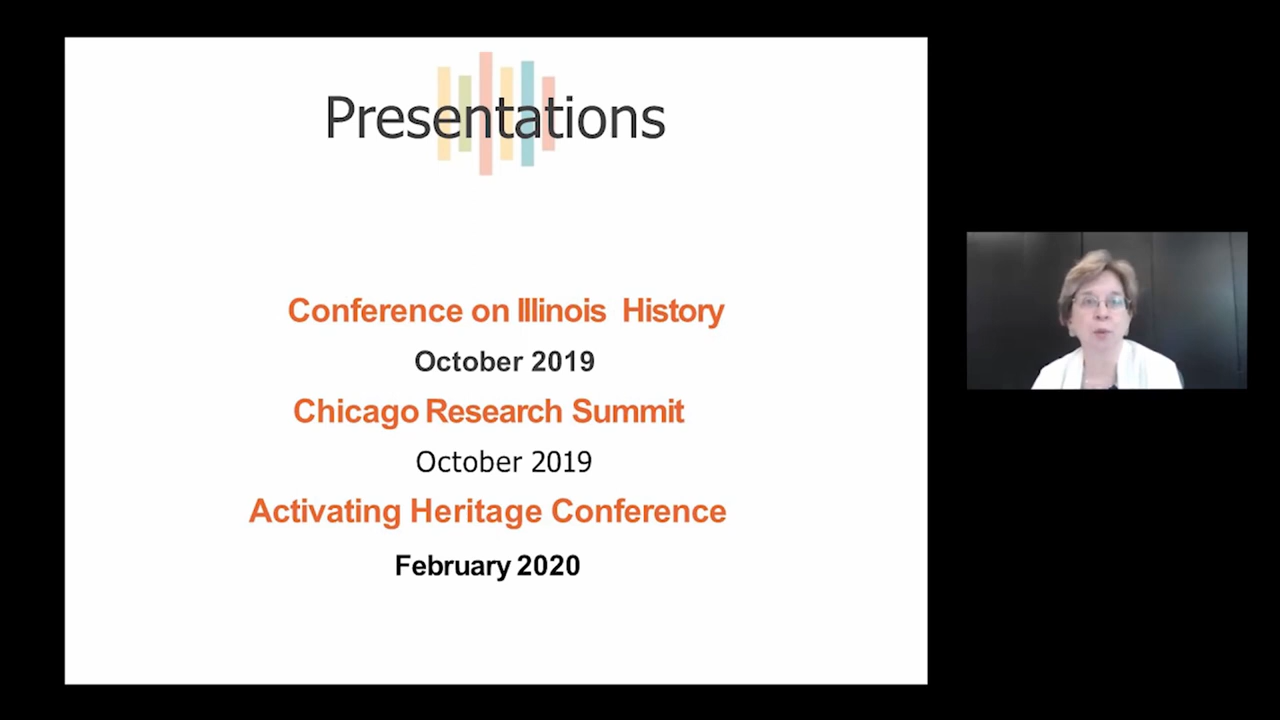 Presentations
Conference on Illinois History
October 2019
Chicago Research Summit
October 2019
Activating Heritage Conference
February 2020